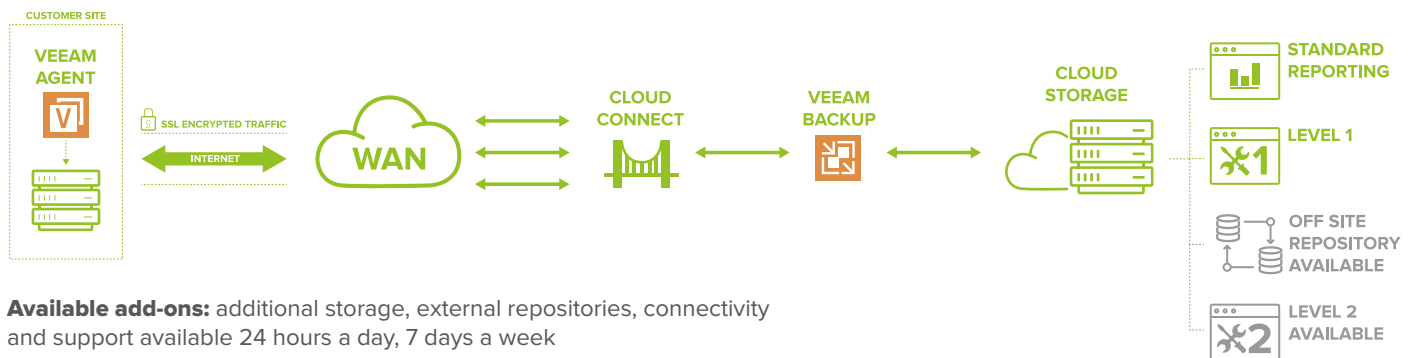 CUSTOMER SITE
VEEAM
AGENT
V
SSL ENCRYPTED TRAFFIC
INTERNET
WAN
CLOUD
CONNECT
VEEAM
BACKUP
CLOUD
STORAGE
STANDARD
REPORTING
1
LEVEL 1
OFF SITE
REPOSITORY
AVAILABLE
2
LEVEL 2
AVAILABLE
Available add-ons: additional storage, external repositories, connectivity
and support available 24 hours a day, 7 days a week